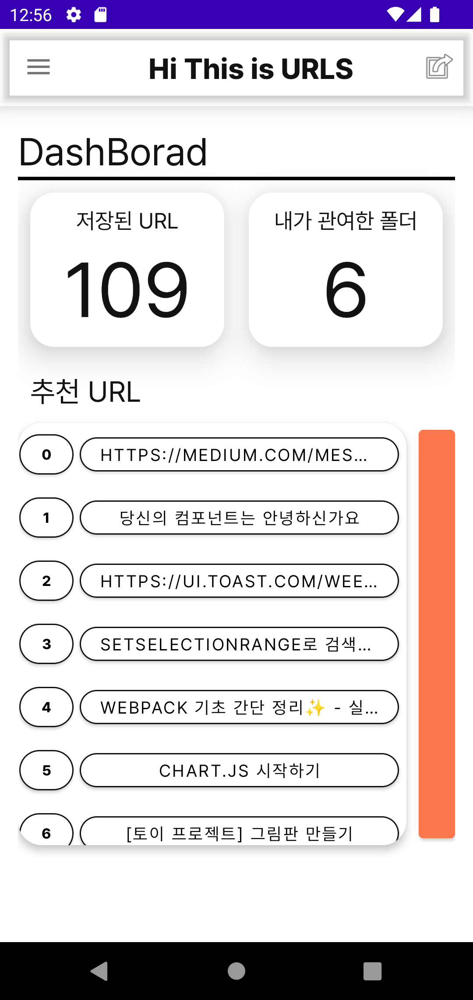 12:56
Hi This is URLS
DashBorad
저장된 URL
내가 관여한 폴더
109
6
추천 URL
0
HTTPS://MEDIUM.COM/MES...
1
당신의 컴포넌트는 안녕하신가요
2
HTTPS://UI.TOAST.COM/WEE...
3
SETSELECTIONRANGE로 검색...
4
WEBPACK 기초 간단 정리✨ - 실...
5
CHART.JS 시작하기
6
[토이 프로젝트] 그림판 만들기